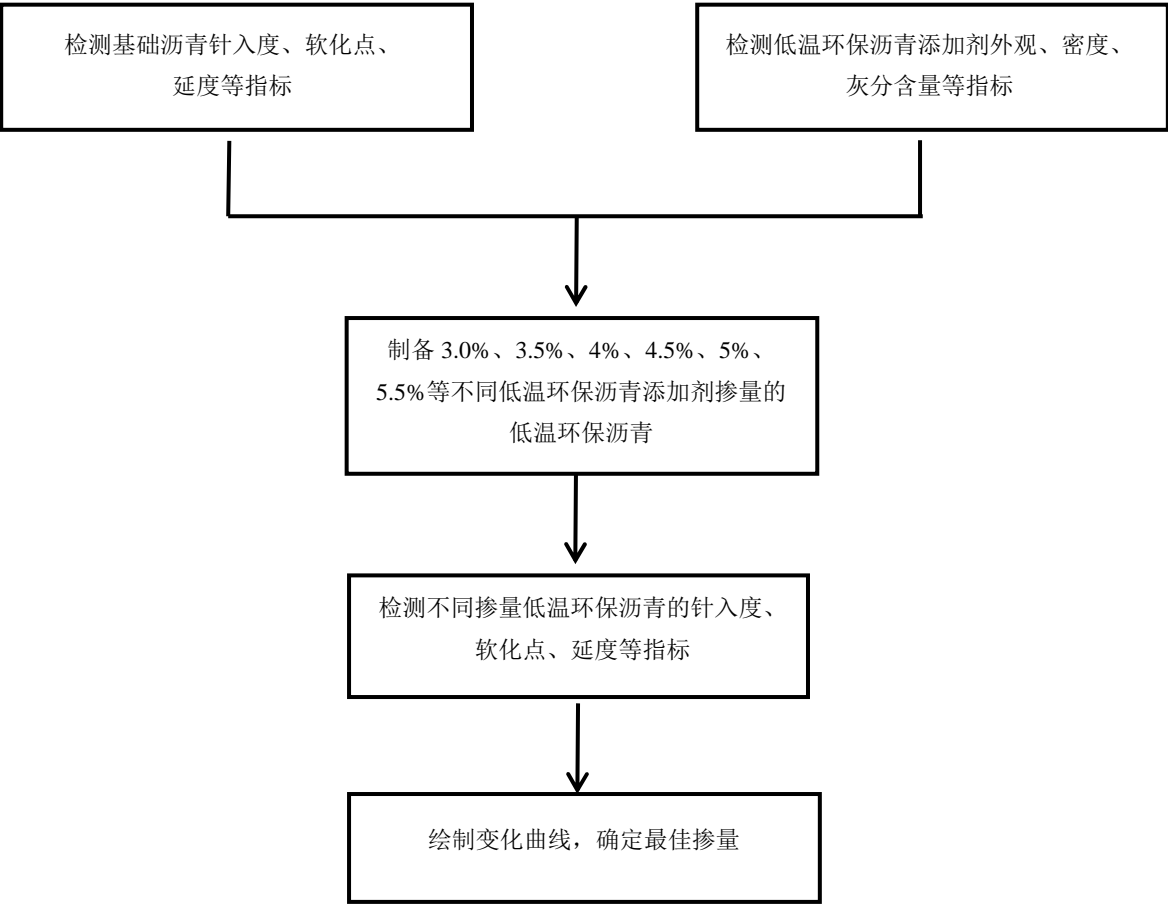 检测基础沥青针入度、软化点、
延度等指标
检测低温环保沥青添加剂外观、密度、
灰分含量等指标
制备 3.0%、3.5%、4%、4.5%、5%、
5.5%等不同低温环保沥青添加剂掺量的
低温环保沥青
检测不同掺量低温环保沥青的针入度、
软化点、延度等指标
绘制变化曲线，确定最佳掺量